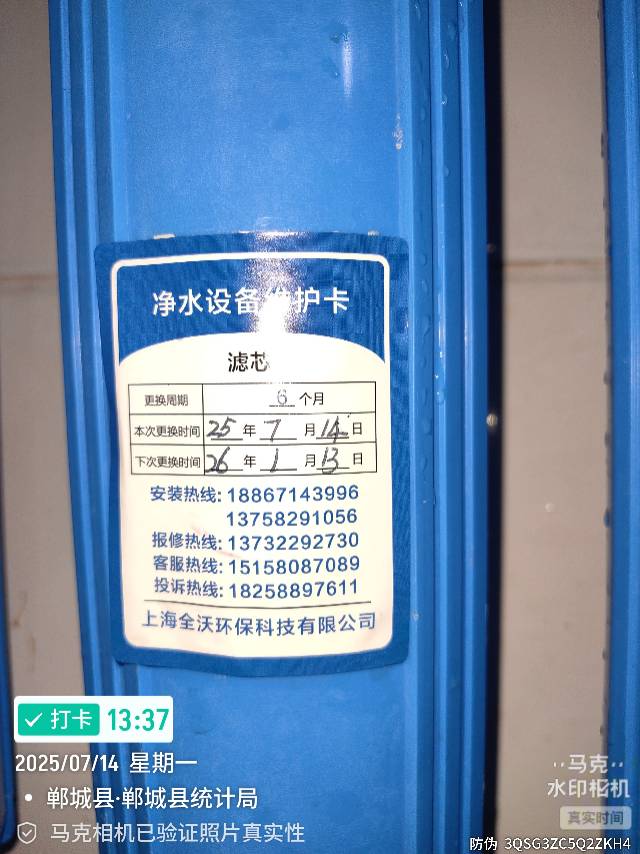 净水设备维护卡
滤芯
更换周期 6 个月
本次更换时间 25 年 7 月 14 日
下次更换时间 26 年 1 月 13 日
安装热线: 18867143996
13758291056
报修热线: 13732292730
客服热线: 15158087089
投诉热线: 18258897611
上海全沃环保科技有限公司
打卡 13:37
2025/07/14 星期一
郸城县·郸城县统计局
马克相机已验证照片真实性
马克
水印相机
真实时间
防伪 3QSG3ZC5Q2ZKH4